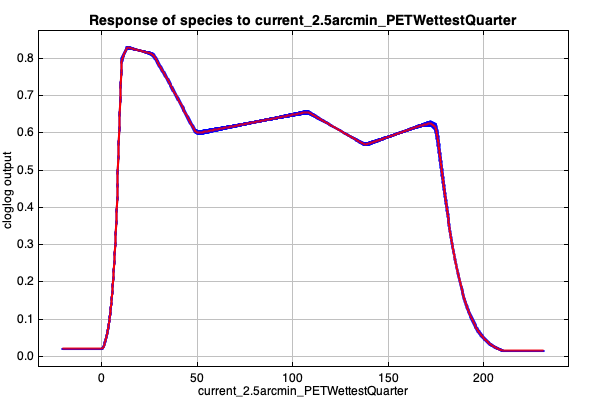 Response of species to current_2.5arcmin_PETWettestQuarter
cloglog output
0.8
0.7
0.6
0.5
0.4
0.3
0.2
0.1
0.0
0 50 100 150 200
current_2.5arcmin_PETWettestQuarter